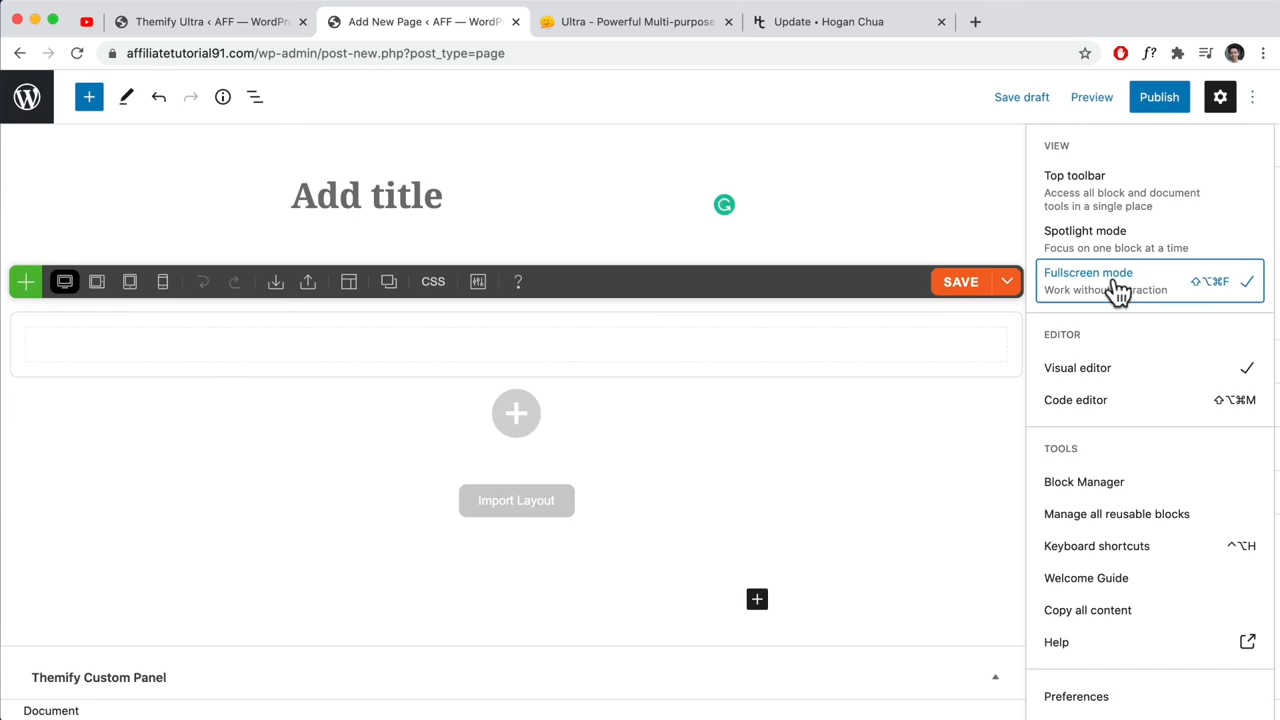 Themify Ultra ‹ AFF — WordPr
Add New Page ‹ AFF — WordP
Ultra - Powerful Multi-purpose
Update • Hogan Chua
affiliatetutorial91.com/wp-admin/post-new.php?post_type=page
f?
Save draft
Preview
Publish
VIEW
Top toolbar
Access all block and document
tools in a single place
Spotlight mode
Focus on one block at a time
Fullscreen mode
Work without distraction
⇧⌥⌘F
EDITOR
Visual editor
Code editor
⇧⌥⌘M
TOOLS
Block Manager
Manage all reusable blocks
Keyboard shortcuts
⌃⌥H
Welcome Guide
Copy all content
Help
Preferences
Add title
CSS
?
SAVE
Import Layout
Themify Custom Panel
Document